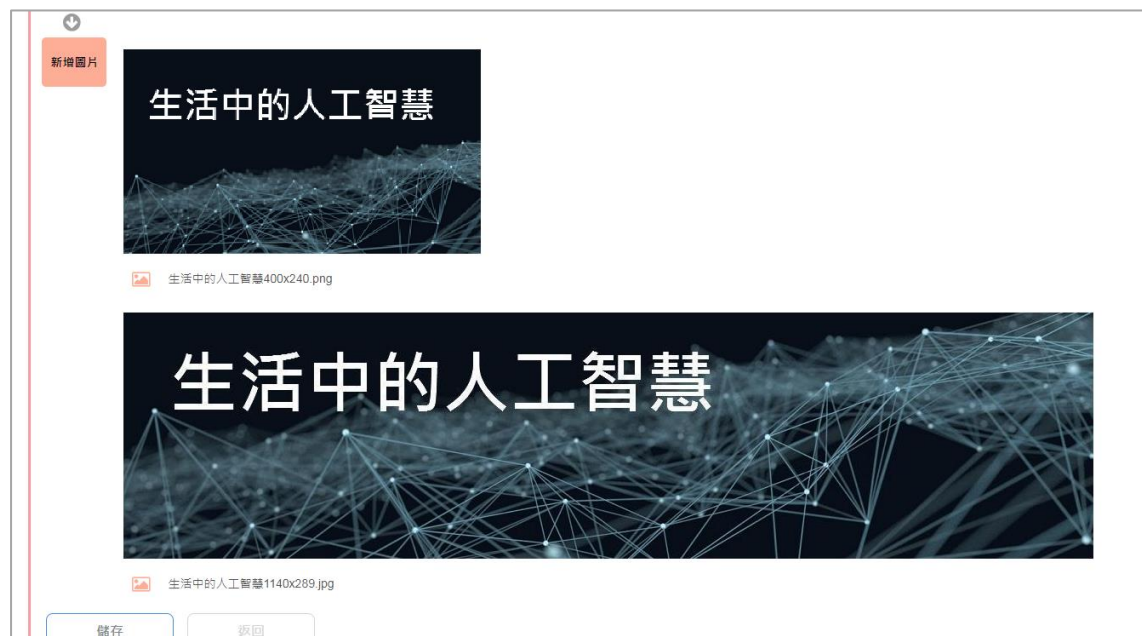 新增圖片
生活中的人工智慧
生活中的人工智慧400x240.png
生活中的人工智慧
生活中的人工智慧1140x289.jpg
儲存
返回